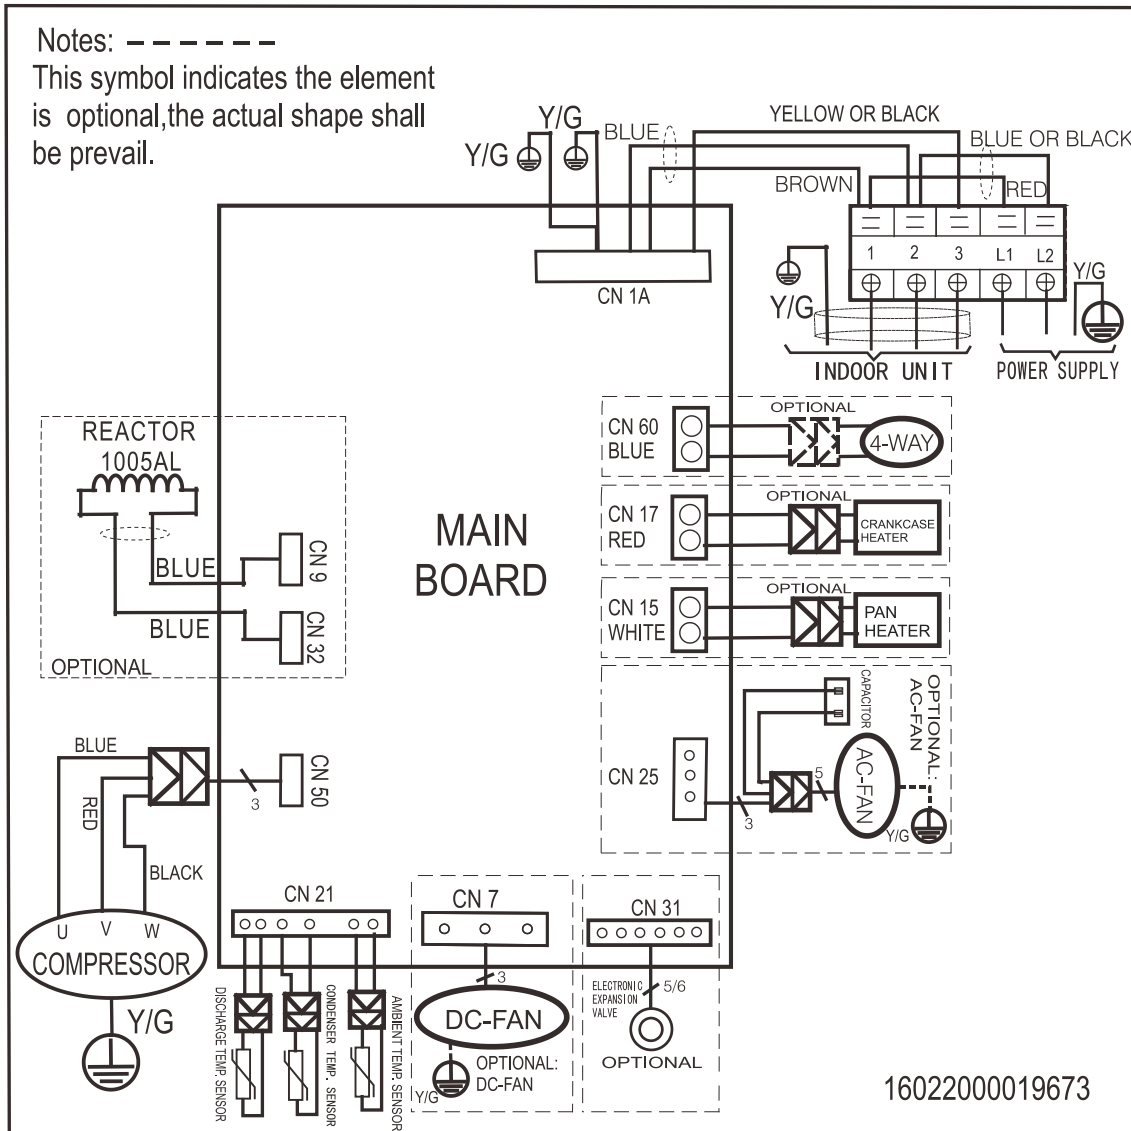 Notes:
This symbol indicates the element
is optional,the actual shape shall
be prevail.
Y/G
Y/G
BLUE
YELLOW OR BLACK
BLUE OR BLACK
BROWN
RED
1 2 3 L1 L2
CN 1A
Y/G
Y/G
INDOOR UNIT
POWER SUPPLY
REACTOR
1005AL
BLUE
CN 9
BLUE
CN 32
OPTIONAL
MAIN
BOARD
CN 60
BLUE
OPTIONAL
4-WAY
CN 17
RED
OPTIONAL
CRANKCASE
HEATER
CN 15
WHITE
OPTIONAL
PAN
HEATER
CN 25
3
CAPACITOR
5
AC-FAN
OPTIONAL:
AC-FAN
Y/G
BLUE
RED
BLACK
3
CN 50
U V W
COMPRESSOR
Y/G
CN 21
DISCHARGE TEMP. SENSOR
CONDENSER TEMP. SENSOR
AMBIENT TEMP. SENSOR
CN 7
3
DC-FAN
OPTIONAL:
DC-FAN
Y/G
CN 31
ELECTRONIC
EXPANSION
VALVE
5/6
OPTIONAL
16022000019673